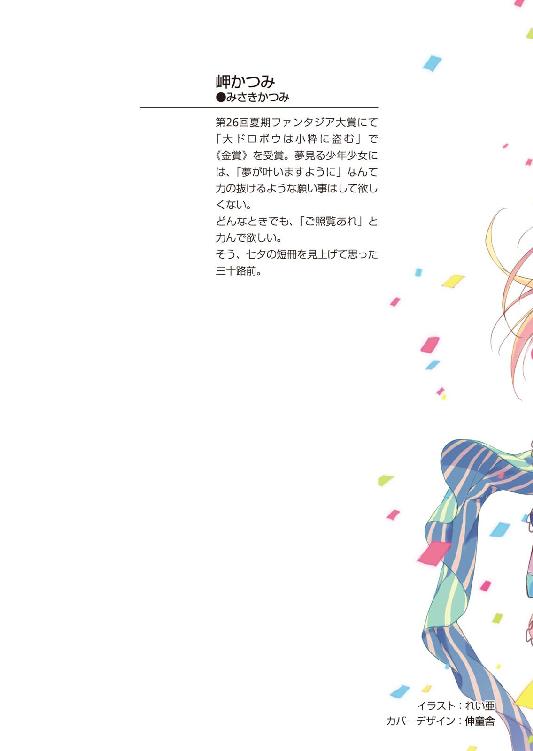 岬かつみ
●みさきかつみ
第26回夏期ファンタジア大賞にて
「大ドロボウは小粋に盗む」で
《金賞》を受賞。夢見る少年少女に
は、「夢が叶いますように」なんて
力の抜けるような願い事はして欲し
くない。
どんなときでも、「ご照覧あれ」と
力んで欲しい。
そう、七夕の短冊を見上げて思った
三十路前。
イラスト：れい亜
カバーデザイン：伸童舎